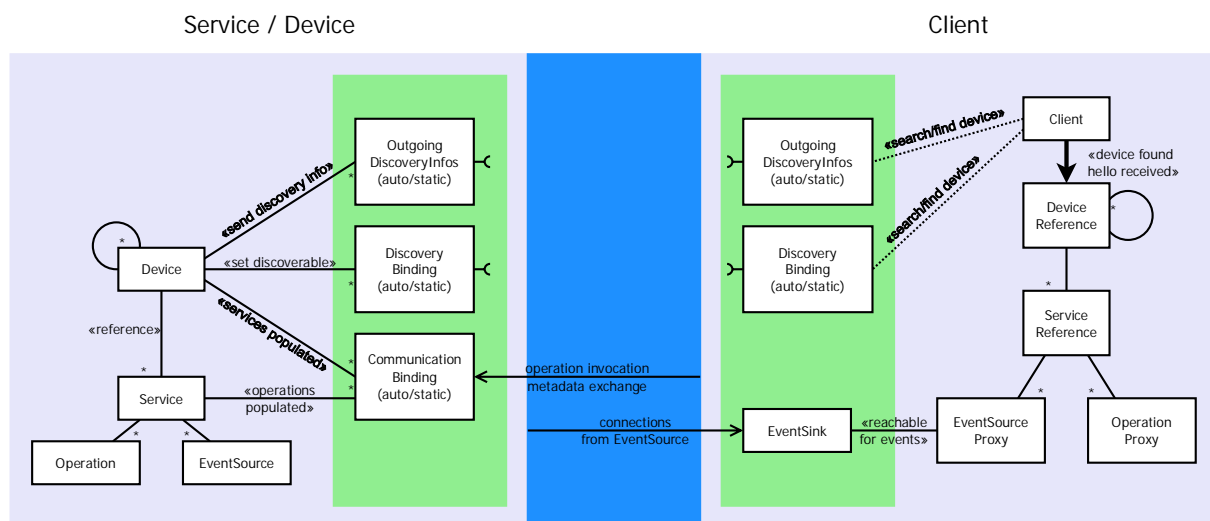 Service / Device
Client
Outgoing
DiscoveryInfos
(auto/static)
*
«send discovery info»
*
Device
«set discoverable»
Discovery
Binding
(auto/static)
*
«services populated»
«reference»
*
Communication
Binding
(auto/static)
*
*
Service
«operations
populated»
*
*
Operation
EventSource
operation invocation
metadata exchange
connections
from EventSource
Outgoing
DiscoveryInfos
(auto/static)
«search/find device»
Client
«device found
hello received»
Discovery
Binding
(auto/static)
«search/find device»
Device
Reference
*
*
Service
Reference
*
*
EventSink
«reachable
for events»
EventSource
Proxy
Operation
Proxy